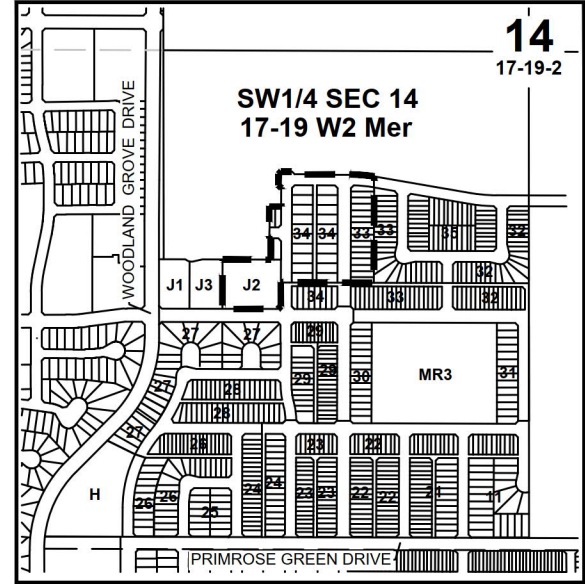 14
17-19-2
SW1/4 SEC 14
17-19 W2 Mer
WOODLAND GROVE DRIVE
34 34 33 33 35 32
32
J1 J3 J2
34 33 32
27 27 29
29 29 30 MR3 31
27 28
28
27 26 23 22
H 26 26 25 24 24 23 23 22 22 21 11
PRIMROSE GREEN DRIVE